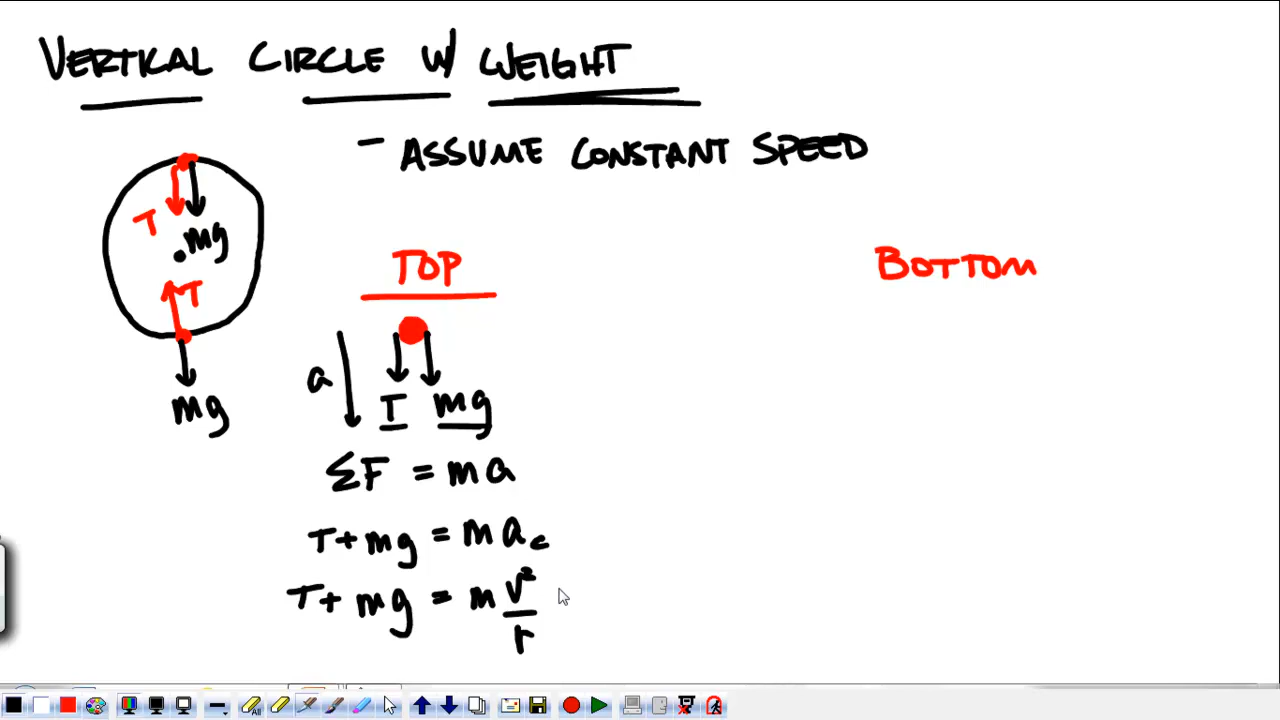 VERTICAL CIRCLE W/ WEIGHT
- ASSUME CONSTANT SPEED
T
mg
T
mg
TOP
a
T mg
ΣF = ma
T + mg = mac
T + mg = m v²/r
BOTTOM